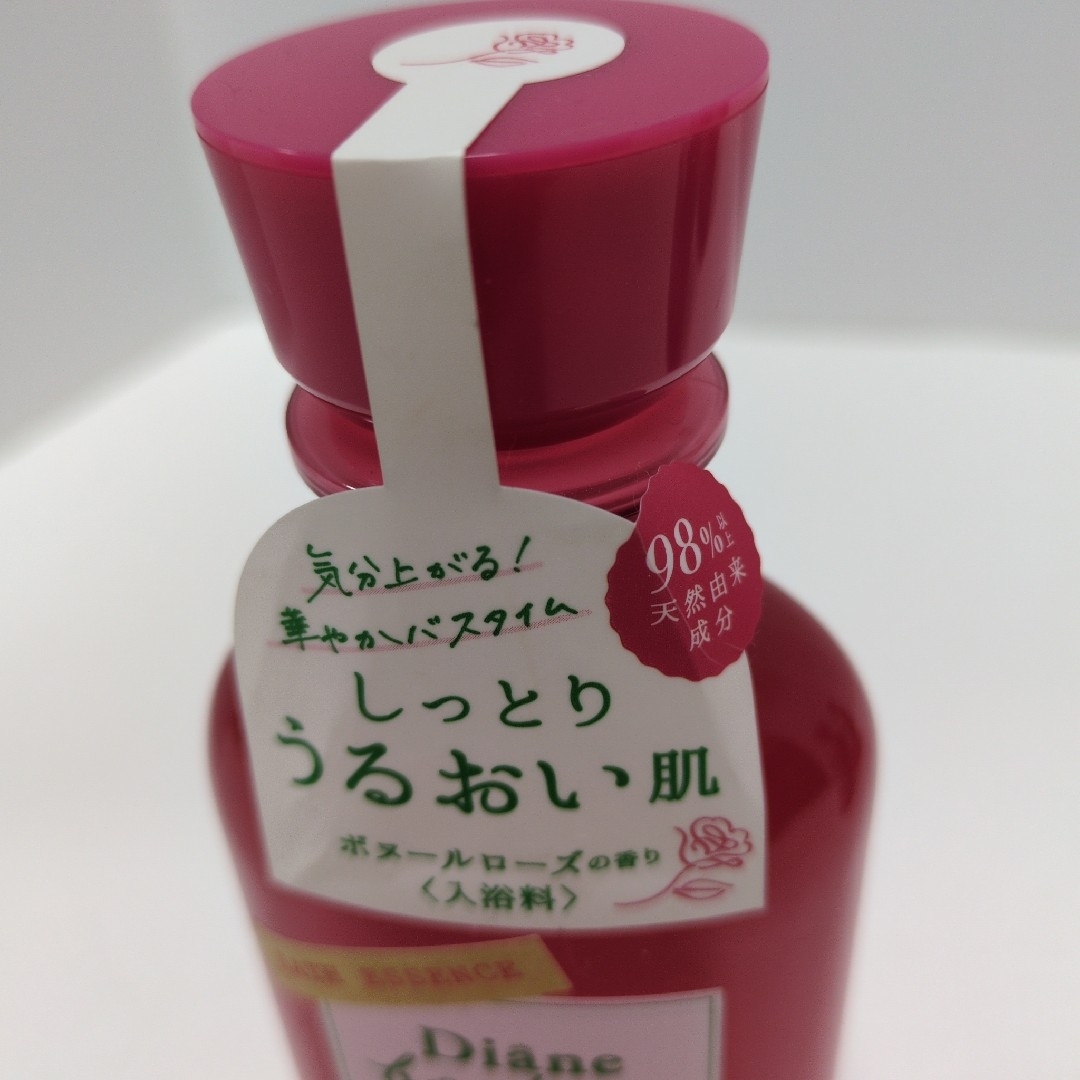 気分上がる!
華やかバスタイム
98%以上
天然由来
成分
しっとり
うるおい肌
ボヌールローズの香り
〈入浴料〉
ESSENCE
Diane